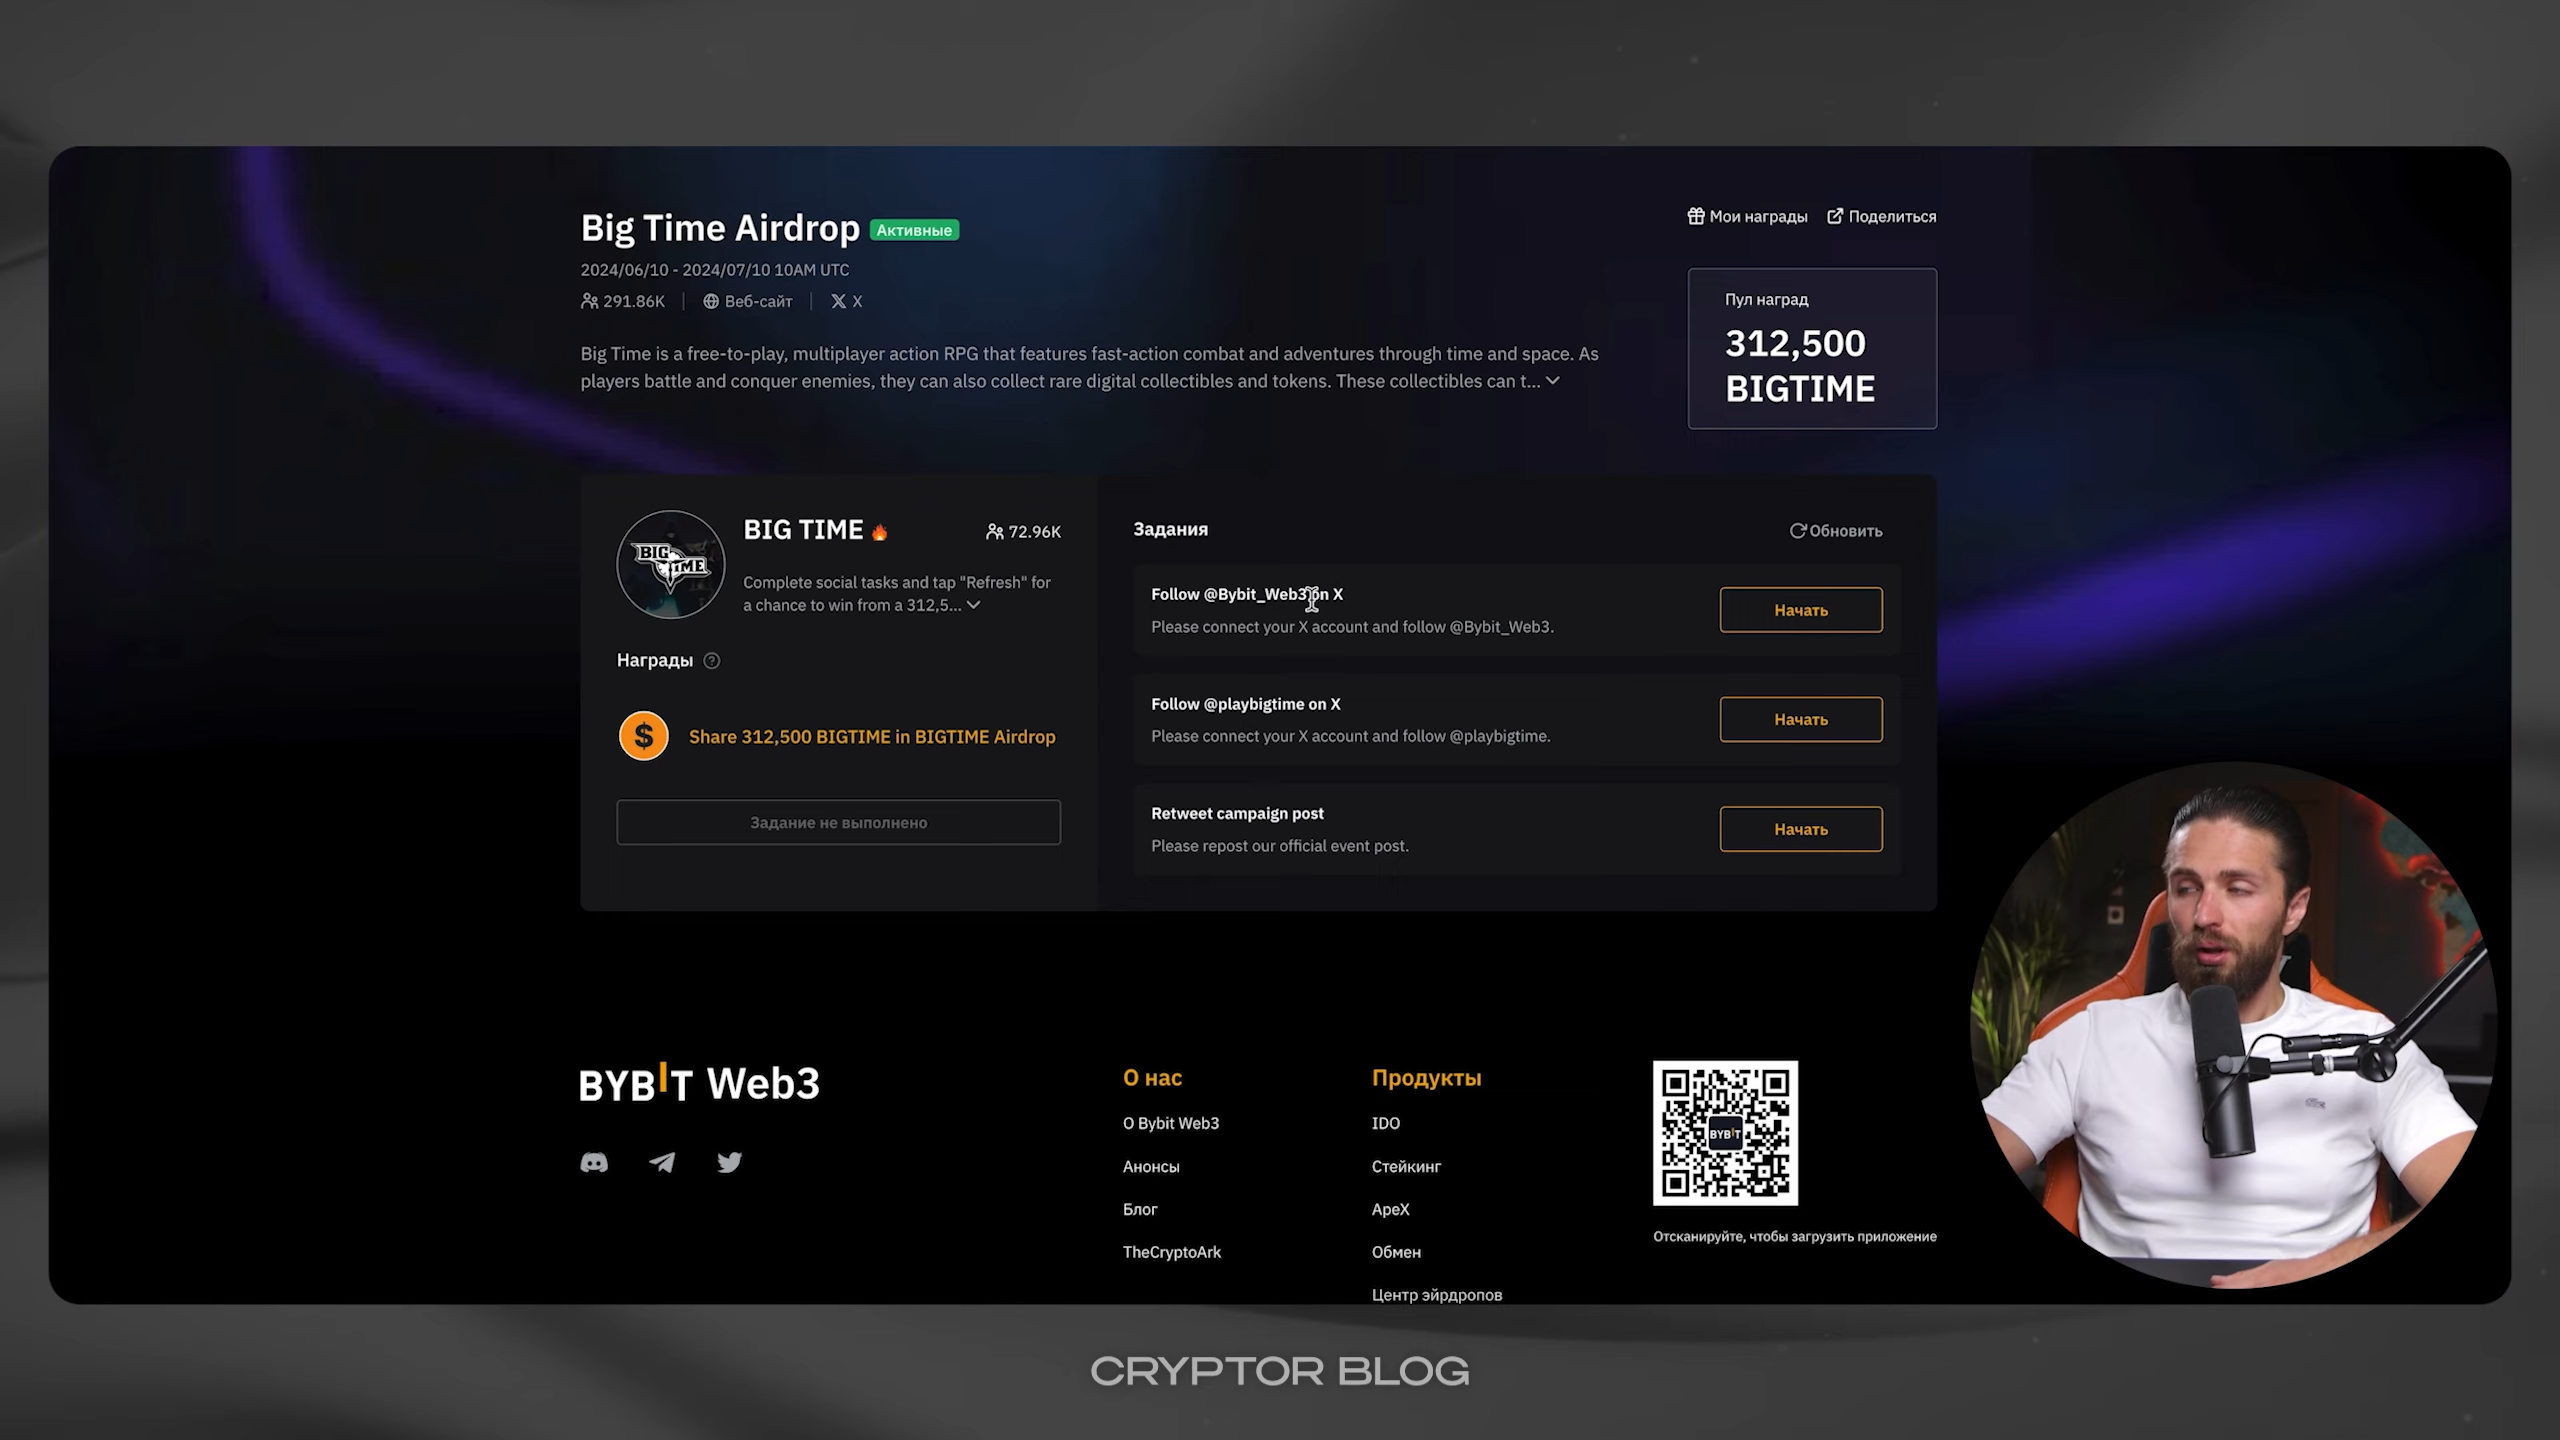 Big Time Airdrop Активные
2024/06/10 - 2024/07/10 10AM UTC
291.86K | Веб-сайт | X
Big Time is a free-to-play, multiplayer action RPG that features fast-action combat and adventures through time and space. As
players battle and conquer enemies, they can also collect rare digital collectibles and tokens. These collectibles can t...
Мои награды Поделиться
Пул наград
312,500
BIGTIME
BIG TIME
BIG TIME
72.96K
Complete social tasks and tap "Refresh" for
a chance to win from a 312,5...
Награды
Share 312,500 BIGTIME in BIGTIME Airdrop
Задание не выполнено
Задания
Обновить
Follow @Bybit_Web3 on X
Please connect your X account and follow @Bybit_Web3.
Начать
Follow @playbigtime on X
Please connect your X account and follow @playbigtime.
Начать
Retweet campaign post
Please repost our official event post.
Начать
BYBIT Web3
О нас
О Bybit Web3
Анонсы
Блог
TheCryptoArk
Продукты
IDO
Стейкинг
ApeX
Обмен
Центр эйрдропов
BYBIT
Отсканируйте, чтобы загрузить приложение
CRYPTOR BLOG